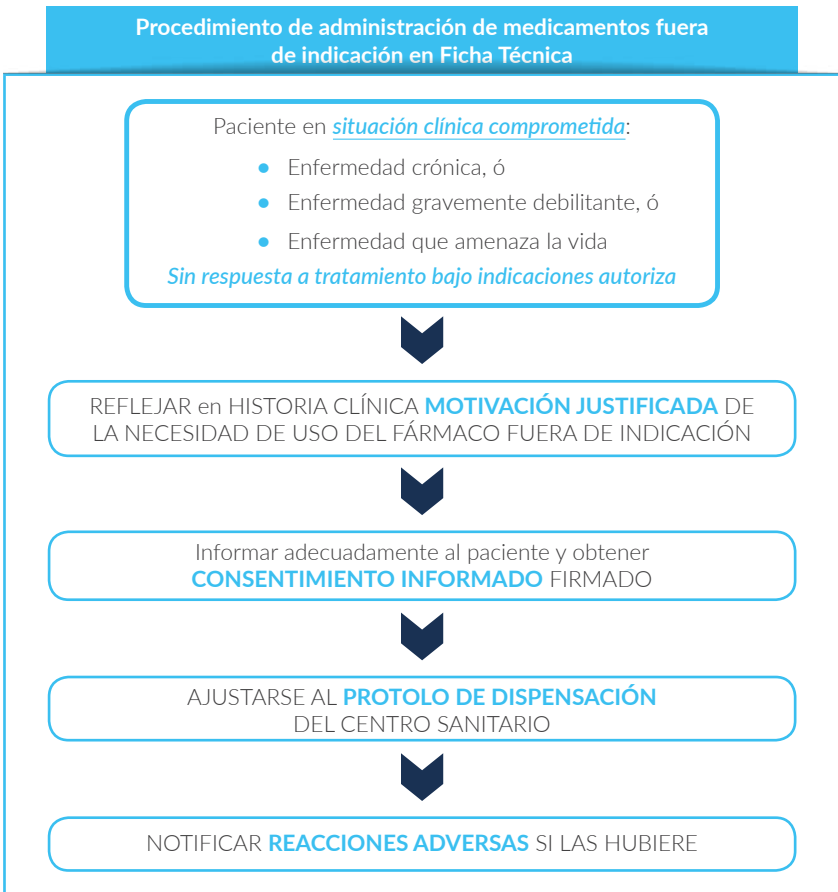 Procedimiento de administración de medicamentos fuera
de indicación en Ficha Técnica
Paciente en situación clínica comprometida:
● Enfermedad crónica, ó
● Enfermedad gravemente debilitante, ó
● Enfermedad que amenaza la vida
Sin respuesta a tratamiento bajo indicaciones autoriza
REFLEJAR en HISTORIA CLÍNICA MOTIVACIÓN JUSTIFICADA DE
LA NECESIDAD DE USO DEL FÁRMACO FUERA DE INDICACIÓN
Informar adecuadamente al paciente y obtener
CONSENTIMIENTO INFORMADO FIRMADO
AJUSTARSE AL PROTOLO DE DISPENSACIÓN
DEL CENTRO SANITARIO
NOTIFICAR REACCIONES ADVERSAS SI LAS HUBIERE